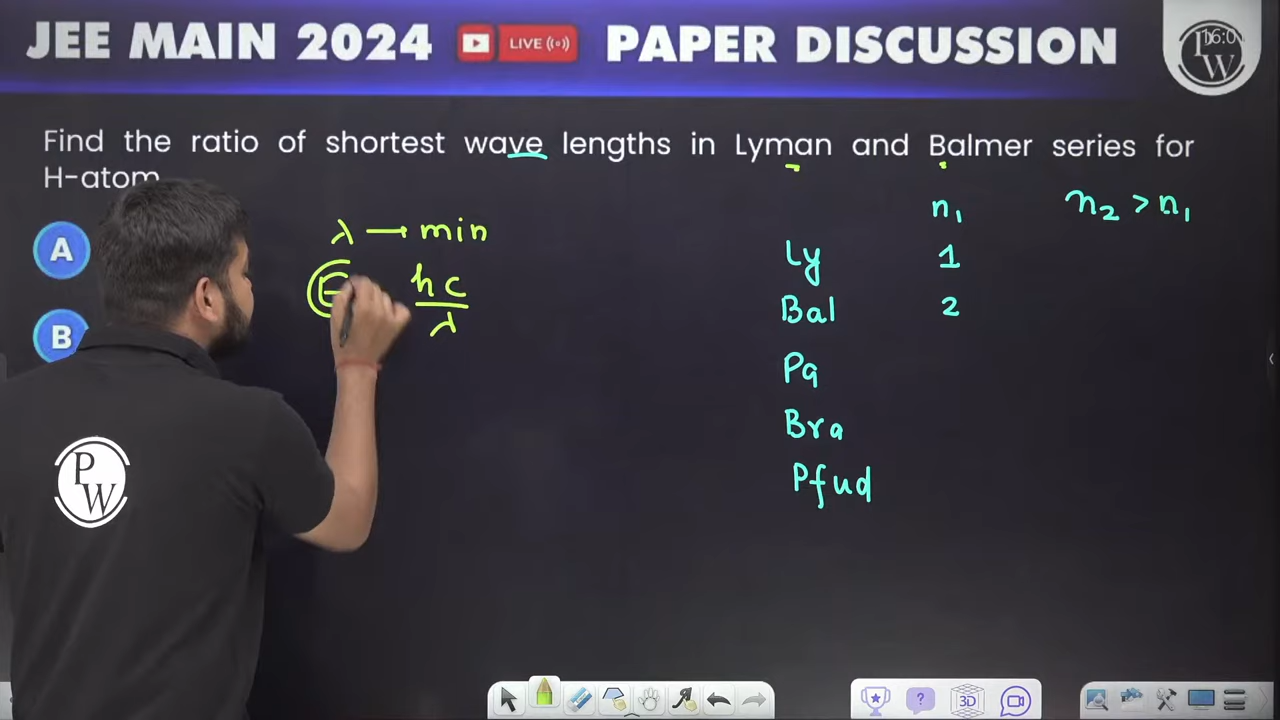 JEE MAIN 2024 LIVE PAPER DISCUSSION
Find the ratio of shortest wave lengths in Lyman and Balmer series for
H-atom
n₁ n₂ > n₁
A
λ → min
Ly 1
E hc/λ
Bal 2
B
Pa
Bra
Pfud
PW
3D